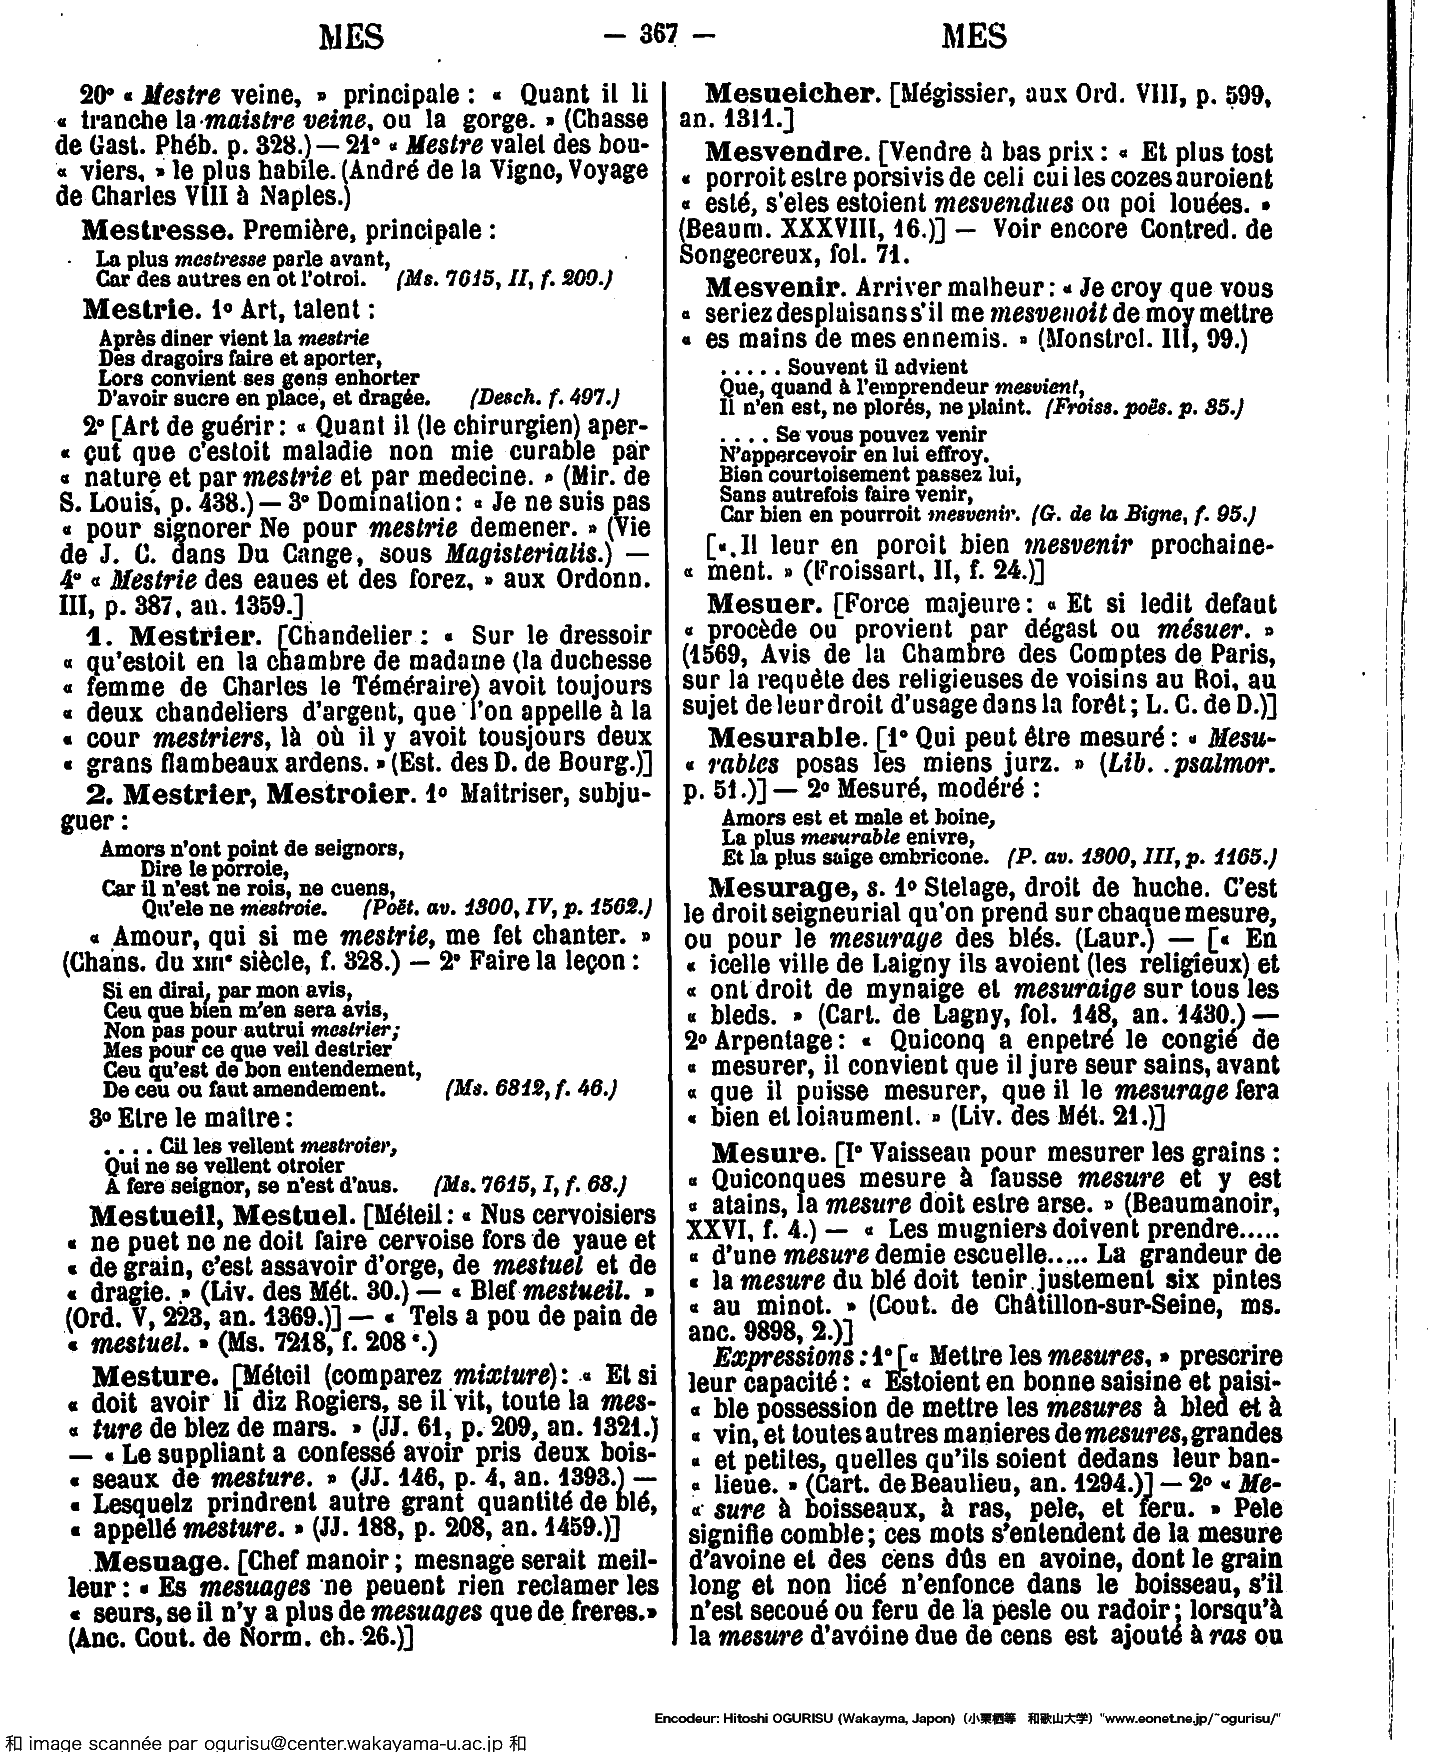 MES — 367 — MES
20° « Mestre veine, » principale : « Quant il li
« tranche la maistre veine, ou la gorge. » (Chasse
de Gast. Phéb. p. 328.) — 21° « Mestre valet des bou-
« viers, » le plus habile. (André de la Vigne, Voyage
de Charles VIII à Naples.)
Mestresse. Première, principale :
La plus mestresse parle avant,
Car des autres en ot l'otroi. (Ms. 7615, II, f. 209.)
Mestrie. 1° Art, talent :
Après diner vient la mestrie
Des dragoirs faire et aporter,
Lors convient ses gens enhorter
D'avoir sucre en place, et dragée. (Desch. f. 497.)
2° [Art de guérir : « Quant il (le chirurgien) aper-
« çut que c'estoit maladie non mie curable par
« nature et par mestrie et par medecine. » (Mir. de
S. Louis, p. 438.) — 3° Domination : « Je ne suis pas
« pour signorer Ne pour mestrie demener. » (Vie
de J. C. dans Du Cange, sous Magisterialis.) —
4° « Mestrie des eaues et des forez, » aux Ordonn.
III, p. 387, an. 1359.]
1. Mestrier. [Chandelier : « Sur le dressoir
« qu'estoit en la chambre de madame (la duchesse
« femme de Charles le Téméraire) avoit toujours
« deux chandeliers d'argent, que l'on appelle à la
« cour mestriers, là où il y avoit tousjours deux
« grans flambeaux ardens. » (Est. des D. de Bourg.)]
2. Mestrier, Mestroier. 1° Maitriser, subju-
guer :
Amors n'ont point de seignors,
Dire le porroie,
Car il n'est ne rois, ne cuens,
Qu'ele ne mestroie. (Poët. av. 1300, IV, p. 1562.)
« Amour, qui si me mestrie, me fet chanter. »
(Chans. du XIIIe siècle, f. 328.) — 2° Faire la leçon :
Si en dirai, par mon avis,
Ceu que bien m'en sera avis,
Non pas pour autrui mestrier;
Mes pour ce que veil destrier
Ceu qu'est de bon entendement,
De ceu ou faut amendement. (Ms. 6812, f. 46.)
3° Etre le maître :
.... Cil les vellent mestroier,
Qui ne se vellent otroier
A fere seignor, se n'est d'aus. (Ms. 7615, I, f. 68.)
Mestueil, Mestuel. [Méteil : « Nus cervoisiers
« ne puet ne ne doit faire cervoise fors de yaue et
« de grain, c'est assavoir d'orge, de mestuel et de
« dragie. » (Liv. des Mét. 30.) — « Blef mestueil. »
(Ord. V, 223, an. 1369.)] — « Tels a pou de pain de
« mestuel. » (Ms. 7218, f. 208 .)
Mesture. [Méteil (comparez mixture) : « Et si
« doit avoir li diz Rogiers, se il vit, toute la mes-
« ture de blez de mars. » (JJ. 61, p. 209, an. 1321.)
— « Le suppliant a confessé avoir pris deux bois-
« seaux de mesture. » (JJ. 146, p. 4, an. 1393.) —
« Lesquelz prindrent autre grant quantité de blé,
« appellé mesture. » (JJ. 188, p. 208, an. 1459.)]
Mesuage. [Chef manoir ; mesnage serait meil-
leur : « Es mesuages ne peuent rien reclamer les
« seurs, se il n'y a plus de mesuages que de freres.»
(Anc. Cout. de Norm. ch. 26.)]
Mesueicher. [Mégissier, aux Ord. VIII, p. 599,
an. 1311.]
Mesvendre. [Vendre à bas prix : « Et plus tost
« porroit estre porsivis de celi cui les cozes auroient
« esté, s'eles estoient mesvendues ou poi louées. »
(Beaum. XXXVIII, 16.)] — Voir encore Contred. de
Songecreux, fol. 71.
Mesvenir. Arriver malheur : « Je croy que vous
« seriez desplaisans s'il me mesvenoit de moy mettre
« es mains de mes ennemis. » (Monstrel. III, 99.)
..... Souvent il advient
Que, quand à l'emprendeur mesvient,
Il n'en est, ne plorés, ne plaint. (Froiss. poës. p. 35.)
.... Se vous pouvez venir
N'appercevoir en lui effroy,
Bien courtoisement passez lui,
Sans autrefois faire venir,
Car bien en pourroit mesvenir. (G. de la Bigne, f. 95.)
[« Il leur en poroit bien mesvenir prochaine-
« ment. » (Froissart, II, f. 24.)]
Mesuer. [Force majeure : « Et si ledit defaut
« procède ou provient par dégast ou mésuer. »
(1569, Avis de la Chambre des Comptes de Paris,
sur la requête des religieuses de voisins au Roi, au
sujet de leur droit d'usage dans la forêt ; L. C. de D.)]
Mesurable. [1° Qui peut être mesuré : « Mesu-
« rables posas les miens jurz. » (Lib. psalmor.
p. 51.)] — 2° Mesuré, modéré :
Amors est et male et boine,
La plus mesurable enivre,
Et la plus saige embricone. (P. av. 1300, III, p. 1165.)
Mesurage, s. 1° Stelage, droit de huche. C'est
le droit seigneurial qu'on prend sur chaque mesure,
ou pour le mesurage des blés. (Laur.) — [« En
« icelle ville de Laigny ils avoient (les religieux) et
« ont droit de mynaige et mesuraige sur tous les
« bleds. » (Cart. de Lagny, fol. 148, an. 1430.) —
2° Arpentage : « Quiconq a enpetré le congié de
« mesurer, il convient que il jure seur sains, avant
« que il puisse mesurer, que il le mesurage fera
« bien et loiaument. » (Liv. des Mét. 21.)]
Mesure. [I° Vaisseau pour mesurer les grains :
« Quiconques mesure à fausse mesure et y est
« atains, la mesure doit estre arse. » (Beaumanoir,
XXVI, f. 4.) — « Les mugniers doivent prendre.....
« d'une mesure demie escuelle..... La grandeur de
« la mesure du blé doit tenir justement six pintes
« au minot. » (Cout. de Châtillon-sur-Seine, ms.
anc. 9898, 2.)]
Expressions : 1° [« Mettre les mesures, » prescrire
leur capacité : « Estoient en bonne saisine et paisi-
« ble possession de mettre les mesures à bled et à
« vin, et toutes autres manieres de mesures, grandes
« et petites, quelles qu'ils soient dedans leur ban-
« lieue. » (Cart. de Beaulieu, an. 1294.)] — 2° « Me-
« sure à boisseaux, à ras, pele, et feru. » Pele
signifie comble ; ces mots s'entendent de la mesure
d'avoine et des cens dûs en avoine, dont le grain
long et non licé n'enfonce dans le boisseau, s'il
n'est secoué ou feru de la pesle ou radoir ; lorsqu'à
la mesure d'avoine due de cens est ajouté à ras ou
Encodeur: Hitoshi OGURISU (Wakayma, Japon) (小栗栖等 和歌山大学) "www.eonet.ne.jp/~ogurisu/"
和 image scannée par ogurisu@center.wakayama-u.ac.jp 和